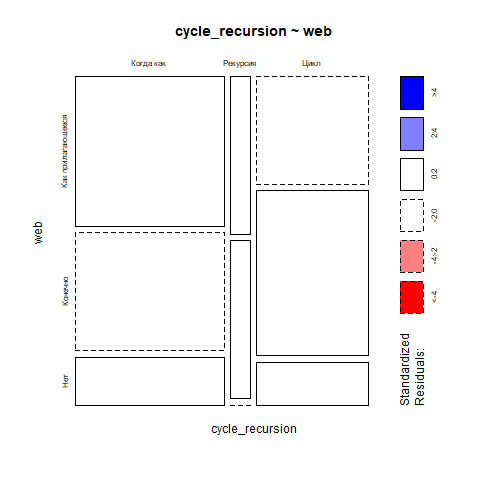 cycle_recursion ~ web
Когда как
Рекурсия
Цикл
Как прилагающееся
Конечно
Нет
web
cycle_recursion
>4
2:4
0:2
-2:0
-4:-2
<-4
Standardized
Residuals: